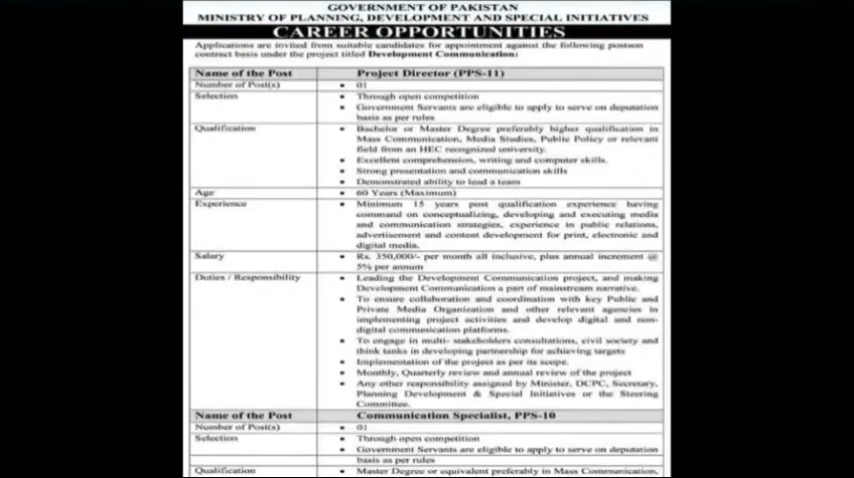 GOVERNMENT OF PAKISTAN
MINISTRY OF PLANNING, DEVELOPMENT AND SPECIAL INITIATIVES
CAREER OPPORTUNITIES
Applications are invited from suitable candidates for appointment against the following postson
contract basis under the project titled Development Communication:
Name of the Post Project Director (PPS-11)
Number of Post(s) • 01
Selection • Through open competition
• Government Servants are eligible to apply to serve on deputation
basis as per rules
Qualification • Bachelor or Master Degree preferably higher qualification in
Mass Communication, Media Studies, Public Policy or relevant
field from an HEC recognized university.
• Excellent comprehension, writing and computer skills.
• Strong presentation and communication skills
• Demonstrated ability to lead a team
Age • 60 Years (Maximum)
Experience • Minimum 15 years post qualification experience having
command on conceptualizing, developing and executing media
and communication strategies, experience in public relations,
advertisement and content development for print, electronic and
digital media.
Salary • Rs. 350,000/- per month all inclusive, plus annual increment @
5% per annum
Duties / Responsibility • Leading the Development Communication project, and making
Development Communication a part of mainstream narrative.
• To ensure collaboration and coordination with key Public and
Private Media Organization and other relevant agencies in
implementing project activities and develop digital and non-
digital communication platforms.
• To engage in multi- stakeholders consultations, civil society and
think tanks in developing partnership for achieving targets
• Implementation of the project as per its scope.
• Monthly, Quarterly review and annual review of the project
• Any other responsibility assigned by Minister, DCPC, Secretary,
Planning Development & Special Initiatives or the Steering
Committee.
Name of the Post Communication Specialist, PPS-10
Number of Post(s) • 01
Selection • Through open competition
• Government Servants are eligible to apply to serve on deputation
basis as per rules
Qualification • Master Degree or equivalent preferably in Mass Communication,